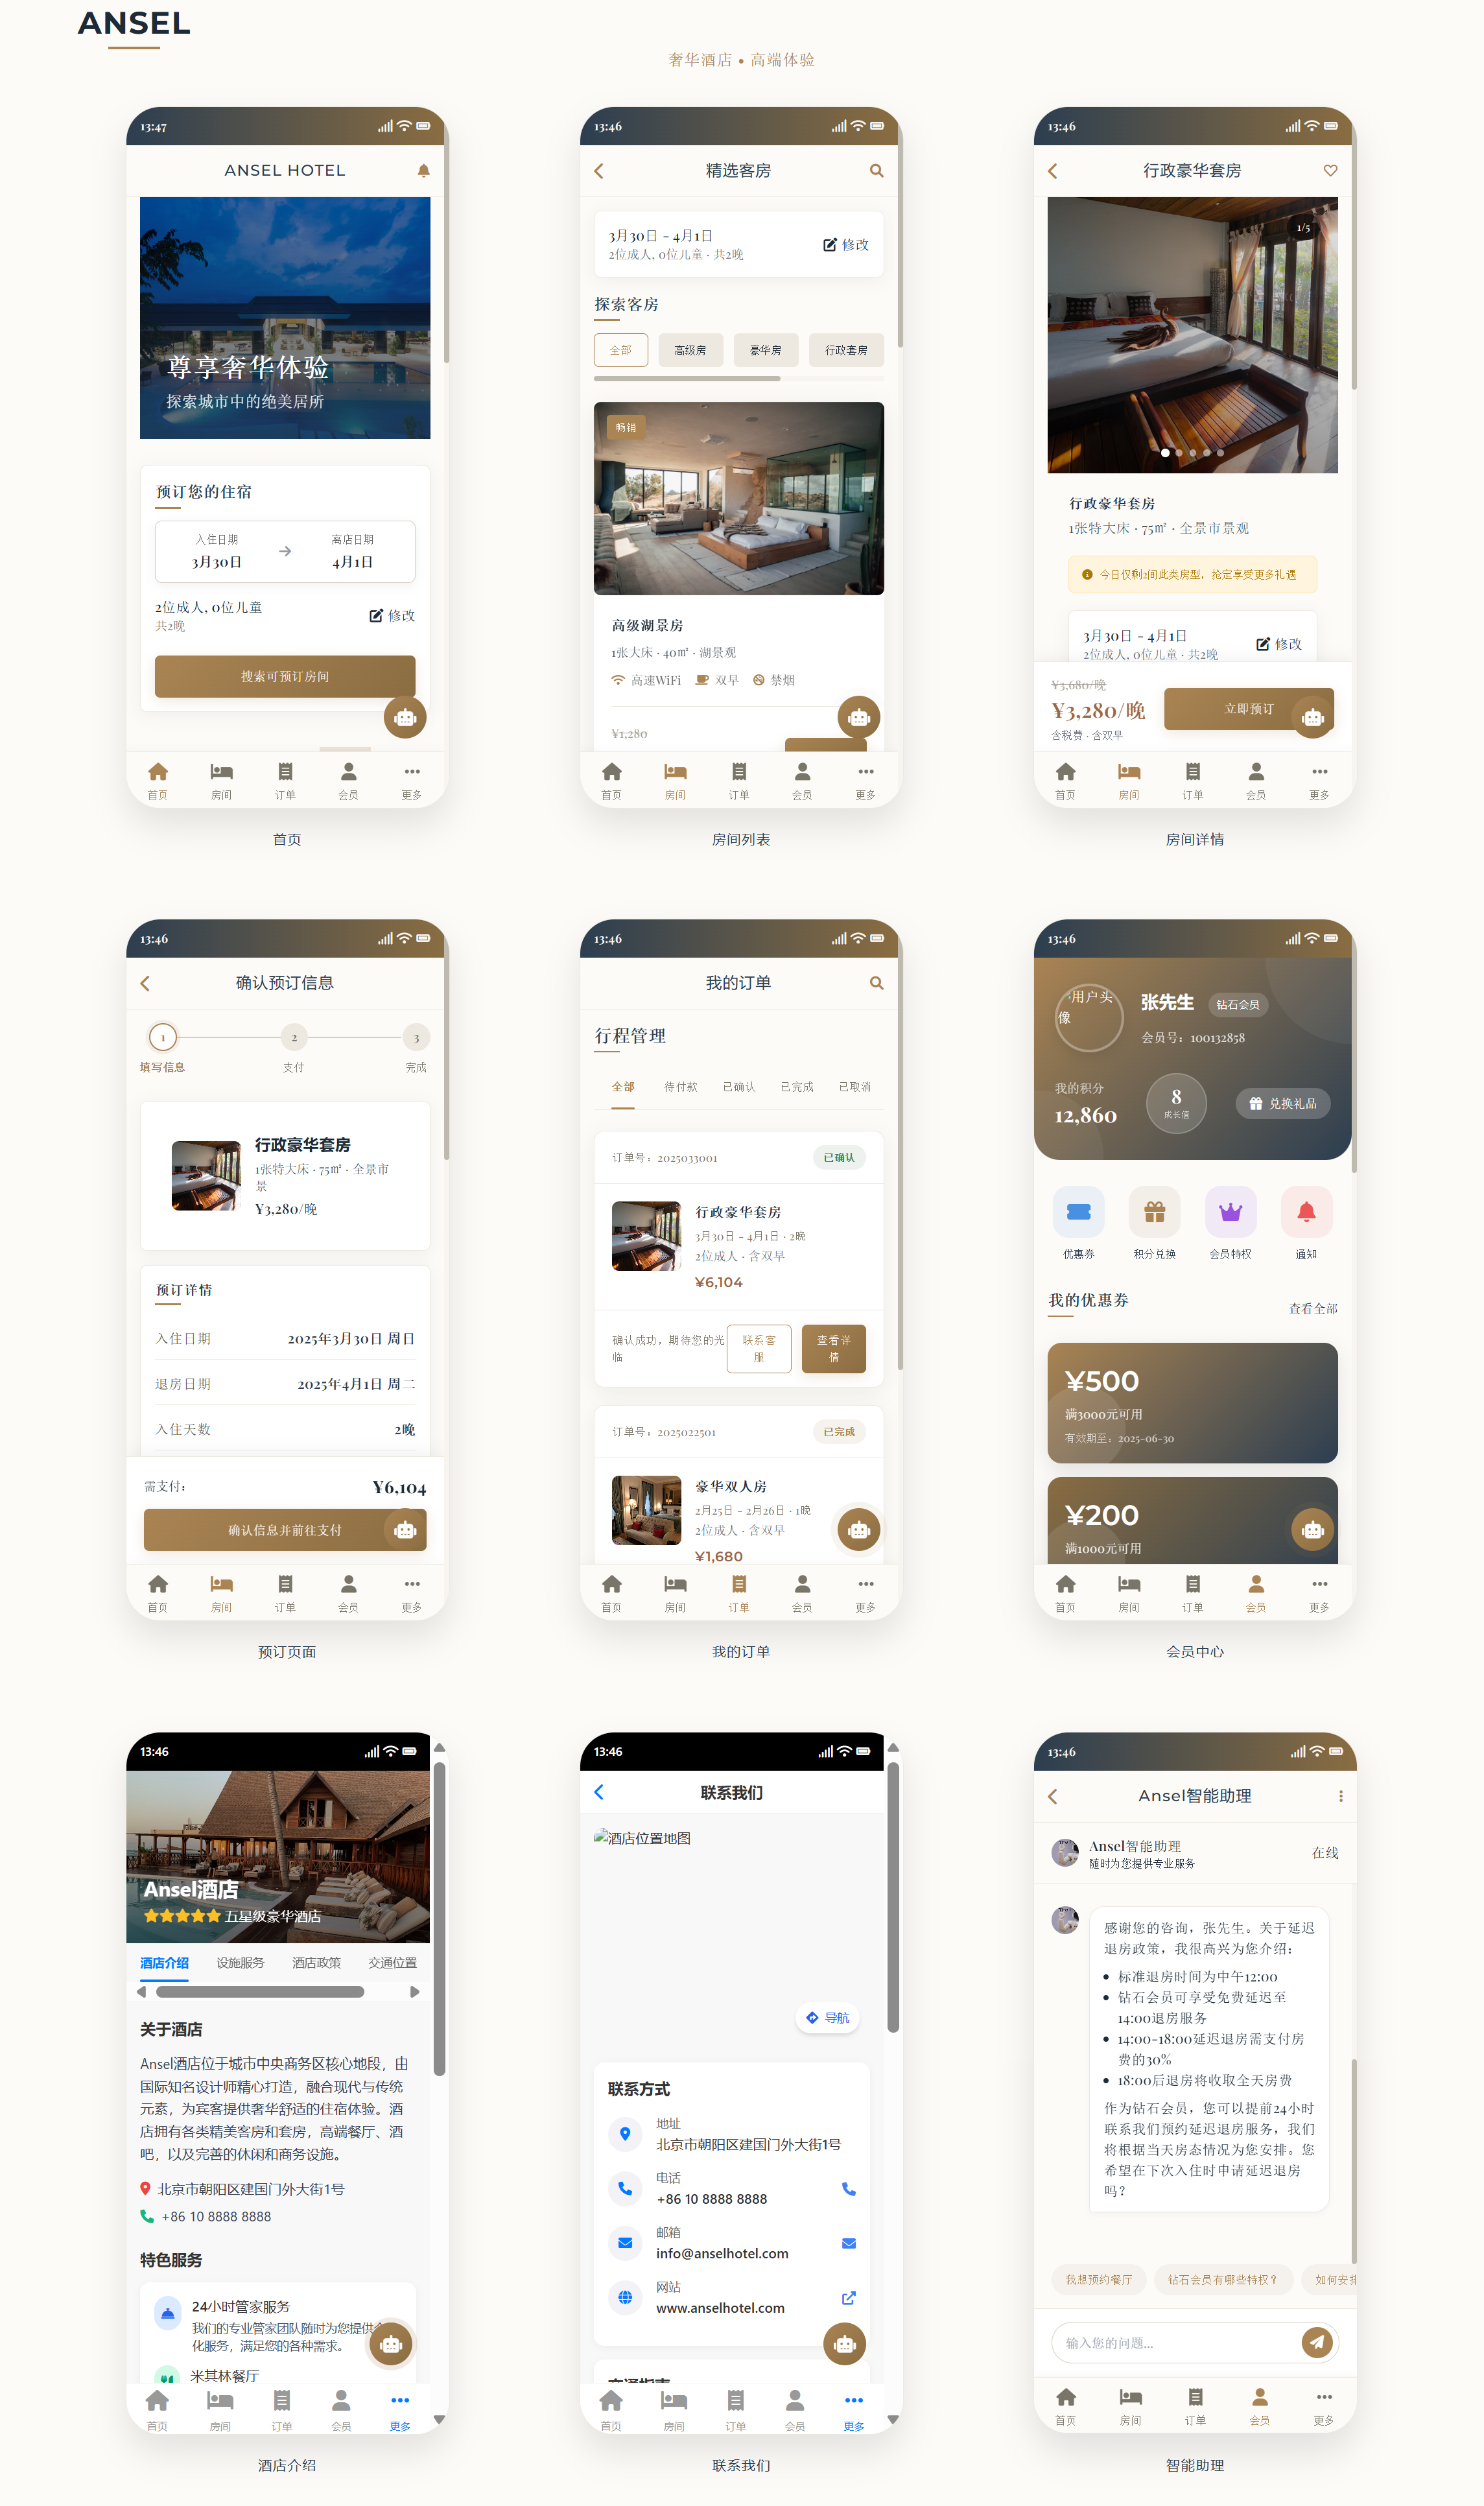 ANSEL
奢华酒店 • 高端体验
13:47
ANSEL HOTEL
尊享奢华体验
探索城市中的绝美居所
预订您的住宿
入住日期
3月30日
离店日期
4月1日
2位成人, 0位儿童
共2晚
修改
搜索可预订房间
首页
房间
订单
会员
更多
首页
13:46
精选客房
3月30日 - 4月1日
2位成人, 0位儿童 · 共2晚
修改
探索客房
全部
高级房
豪华房
行政套房
畅销
高级湖景房
1张大床 · 40㎡ · 湖景观
高速WiFi
双早
禁烟
¥1,280
首页
房间
订单
会员
更多
房间列表
13:46
行政豪华套房
1/5
行政豪华套房
1张特大床 · 75㎡ · 全景市景观
今日仅剩2间此类房型，抢定享受更多礼遇
3月30日 - 4月1日
2位成人, 0位儿童 · 共2晚
修改
¥3,680/晚
¥3,280/晚
含税费 · 含双早
立即预订
首页
房间
订单
会员
更多
房间详情
13:46
确认预订信息
1
2
3
填写信息
支付
完成
行政豪华套房
1张特大床 · 75㎡ · 全景市
景
¥3,280/晚
预订详情
入住日期
2025年3月30日 周日
退房日期
2025年4月1日 周二
入住天数
2晚
需支付：
¥6,104
确认信息并前往支付
首页
房间
订单
会员
更多
预订页面
13:46
我的订单
行程管理
全部
待付款
已确认
已完成
已取消
订单号：2025033001
已确认
行政豪华套房
3月30日 - 4月1日 · 2晚
2位成人 · 含双早
¥6,104
确认成功，期待您的光
临
联系客
服
查看详
情
订单号：2025022501
已完成
豪华双人房
2月25日 - 2月26日 · 1晚
2位成人 · 含双早
¥1,680
首页
房间
订单
会员
更多
我的订单
13:46
用户头
像
张先生
钻石会员
会员号：100132858
我的积分
12,860
8
成长值
兑换礼品
优惠券
积分兑换
会员特权
通知
我的优惠券
查看全部
¥500
满3000元可用
有效期至：2025-06-30
¥200
满1000元可用
首页
房间
订单
会员
更多
会员中心
13:46
Ansel酒店
五星级豪华酒店
酒店介绍
设施服务
酒店政策
交通位置
关于酒店
Ansel酒店位于城市中央商务区核心地段，由
国际知名设计师精心打造，融合现代与传统
元素，为宾客提供奢华舒适的住宿体验。酒
店拥有各类精美客房和套房，高端餐厅、酒
吧，以及完善的休闲和商务设施。
北京市朝阳区建国门外大街1号
+86 10 8888 8888
特色服务
24小时管家服务
我们的专业管家团队随时为您提供
化服务，满足您的各种需求。
米其林餐厅
首页
房间
订单
会员
更多
酒店介绍
13:46
联系我们
酒店位置地图
导航
联系方式
地址
北京市朝阳区建国门外大街1号
电话
+86 10 8888 8888
邮箱
info@anselhotel.com
网站
www.anselhotel.com
首页
房间
订单
会员
更多
联系我们
13:46
Ansel智能助理
Ansel智能助理
随时为您提供专业服务
在线
感谢您的咨询，张先生。关于延迟
退房政策，我很高兴为您介绍：
• 标准退房时间为中午12:00
• 钻石会员可享受免费延迟至
14:00退房服务
• 14:00-18:00延迟退房需支付房
费的30%
• 18:00后退房将收取全天房费
作为钻石会员，您可以提前24小时
联系我们预约延迟退房服务，我们
将根据当天房态情况为您安排。您
希望在下次入住时申请延迟退房
吗？
我想预约餐厅
钻石会员有哪些特权？
如何安排
输入您的问题...
首页
房间
订单
会员
更多
智能助理